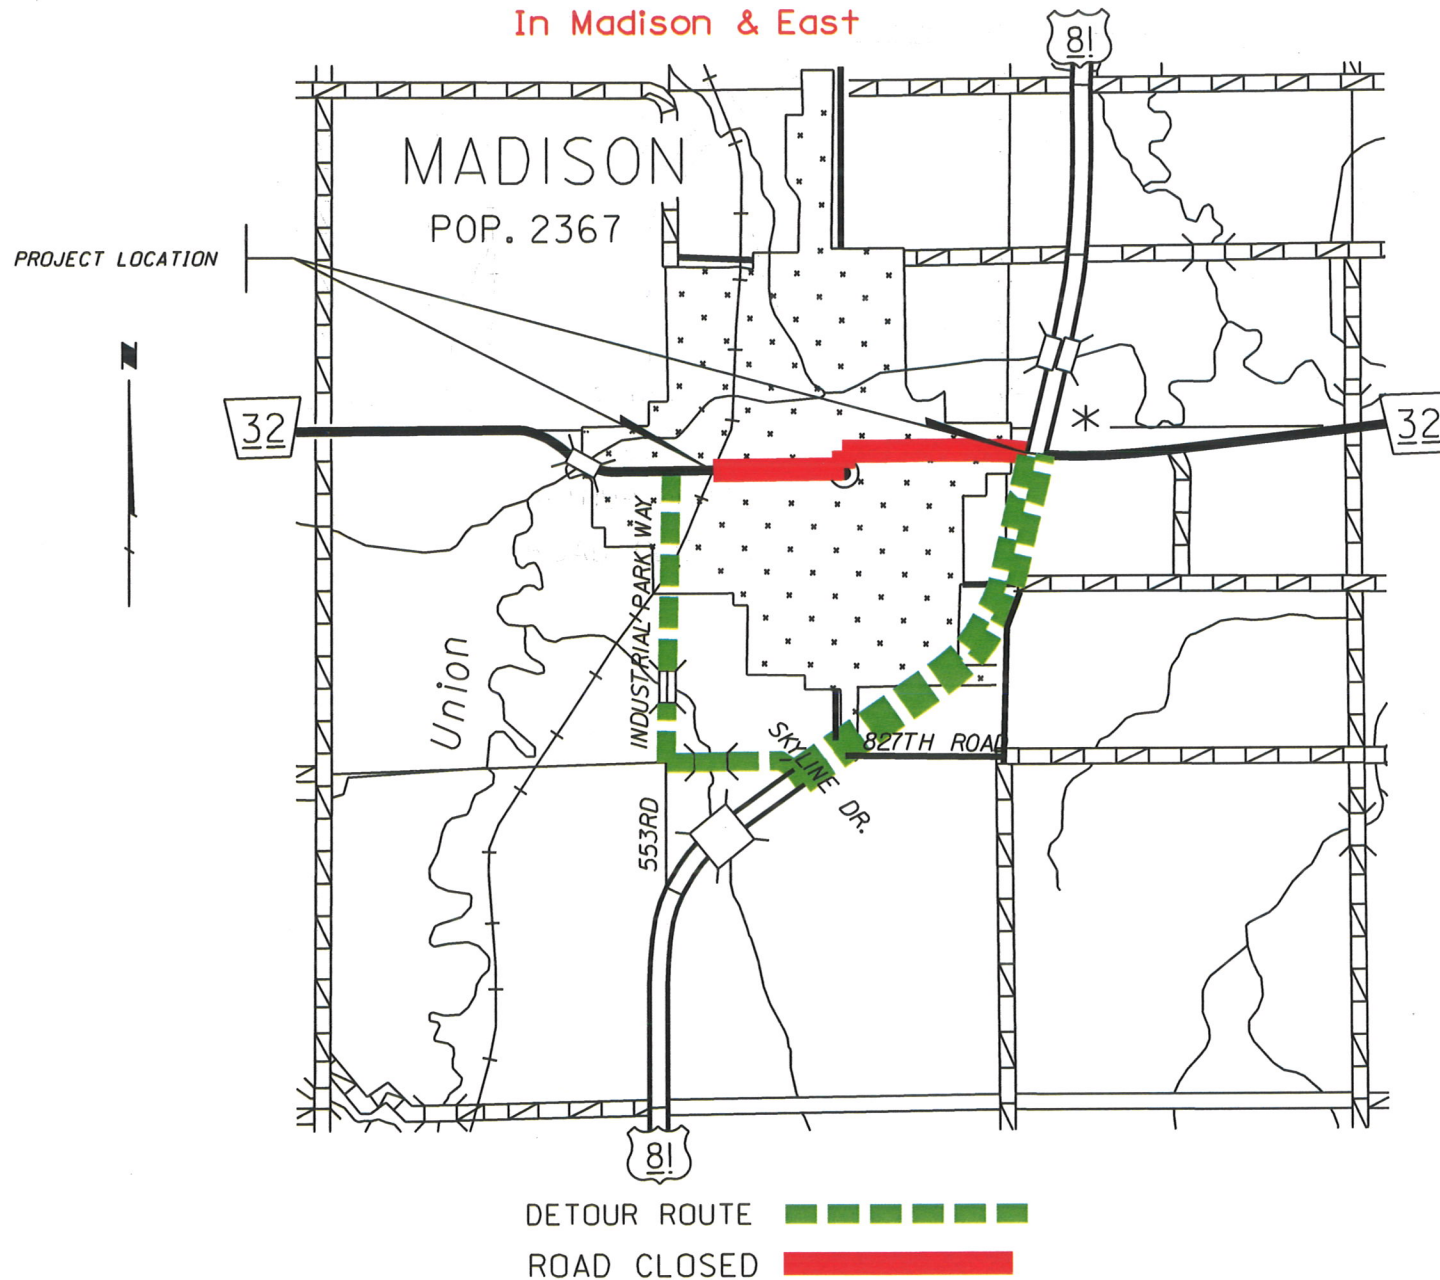 In Madison & East
81
MADISON
POP. 2367
PROJECT LOCATION
N
32
32
INDUSTRIAL PARK WAY
Union
SKYLINE DR.
827TH ROAD
553RD
81
DETOUR ROUTE
ROAD CLOSED